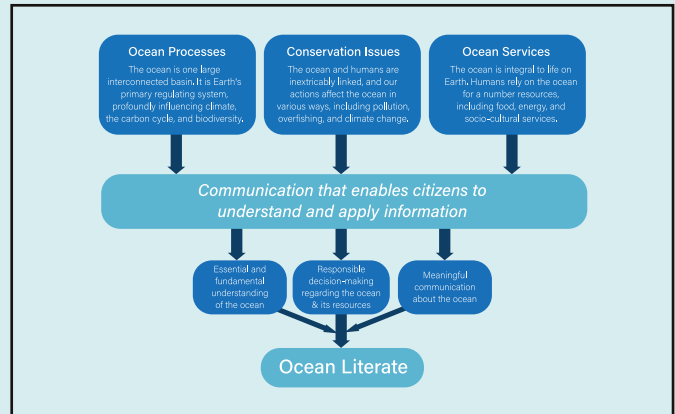 Ocean Processes
The ocean is one large
interconnected basin. It is Earth's
primary regulating system,
profoundly influencing climate,
the carbon cycle, and biodiversity.
Conservation Issues
The ocean and humans are
inextricably linked, and our
actions affect the ocean in
various ways, including pollution,
overfishing, and climate change.
Ocean Services
The ocean is integral to life on
Earth. Humans rely on the ocean
for a number resources,
including food, energy, and
socio-cultural services.
Communication that enables citizens to
understand and apply information
Essential and
fundamental
understanding
of the ocean
Responsible
decision-making
regarding the ocean
& its resources
Meaningful
communication
about the ocean
Ocean Literate